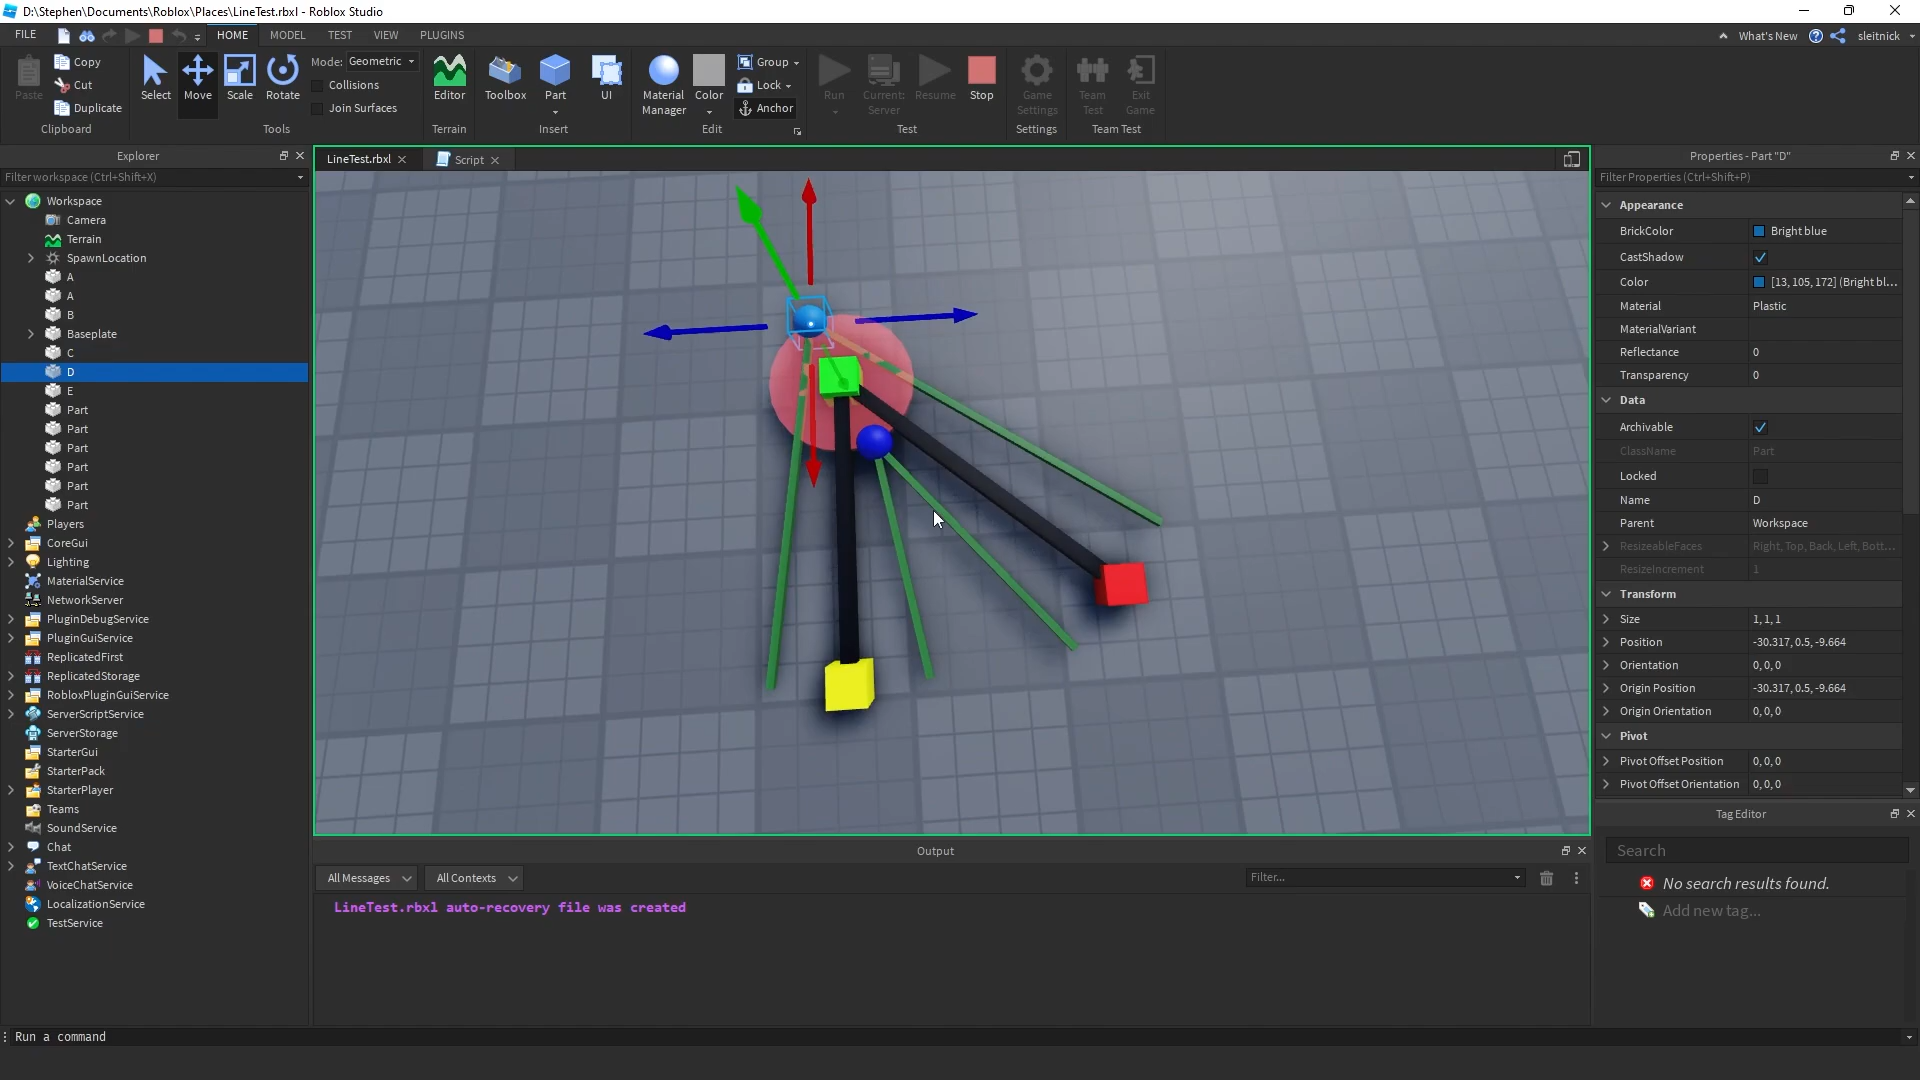 D:\Stephen\Documents\Roblox\Places\LineTest.rbxl - Roblox Studio
FILE HOME MODEL TEST VIEW PLUGINS What's New sleitnick
Paste Copy Cut Duplicate Clipboard
Select Move Scale Rotate Mode: Geometric Collisions Join Surfaces Tools
Editor Terrain
Toolbox Part UI Insert
Material Manager Color Group Lock Anchor Edit
Run Current: Server Resume Stop Test
Game Settings Settings
Team Test Exit Game Team Test
Explorer
Filter workspace (Ctrl+Shift+X)
Workspace
Camera
Terrain
SpawnLocation
A
A
B
Baseplate
C
D
E
Part
Part
Part
Part
Part
Part
Players
CoreGui
Lighting
MaterialService
NetworkServer
PluginDebugService
PluginGuiService
ReplicatedFirst
ReplicatedStorage
RobloxPluginGuiService
ServerScriptService
ServerStorage
StarterGui
StarterPack
StarterPlayer
Teams
SoundService
Chat
TextChatService
VoiceChatService
LocalizationService
TestService
LineTest.rbxl Script
Output
All Messages All Contexts Filter...
LineTest.rbxl auto-recovery file was created
Properties - Part "D"
Filter Properties (Ctrl+Shift+P)
Appearance
BrickColor Bright blue
CastShadow
Color [13, 105, 172] (Bright bl...
Material Plastic
MaterialVariant
Reflectance 0
Transparency 0
Data
Archivable
ClassName Part
Locked
Name D
Parent Workspace
ResizeableFaces Right, Top, Back, Left, Bott...
ResizeIncrement 1
Transform
Size 1, 1, 1
Position -30.317, 0.5, -9.664
Orientation 0, 0, 0
Origin Position -30.317, 0.5, -9.664
Origin Orientation 0, 0, 0
Pivot
Pivot Offset Position 0, 0, 0
Pivot Offset Orientation 0, 0, 0
Tag Editor
Search
No search results found.
Add new tag...
Run a command